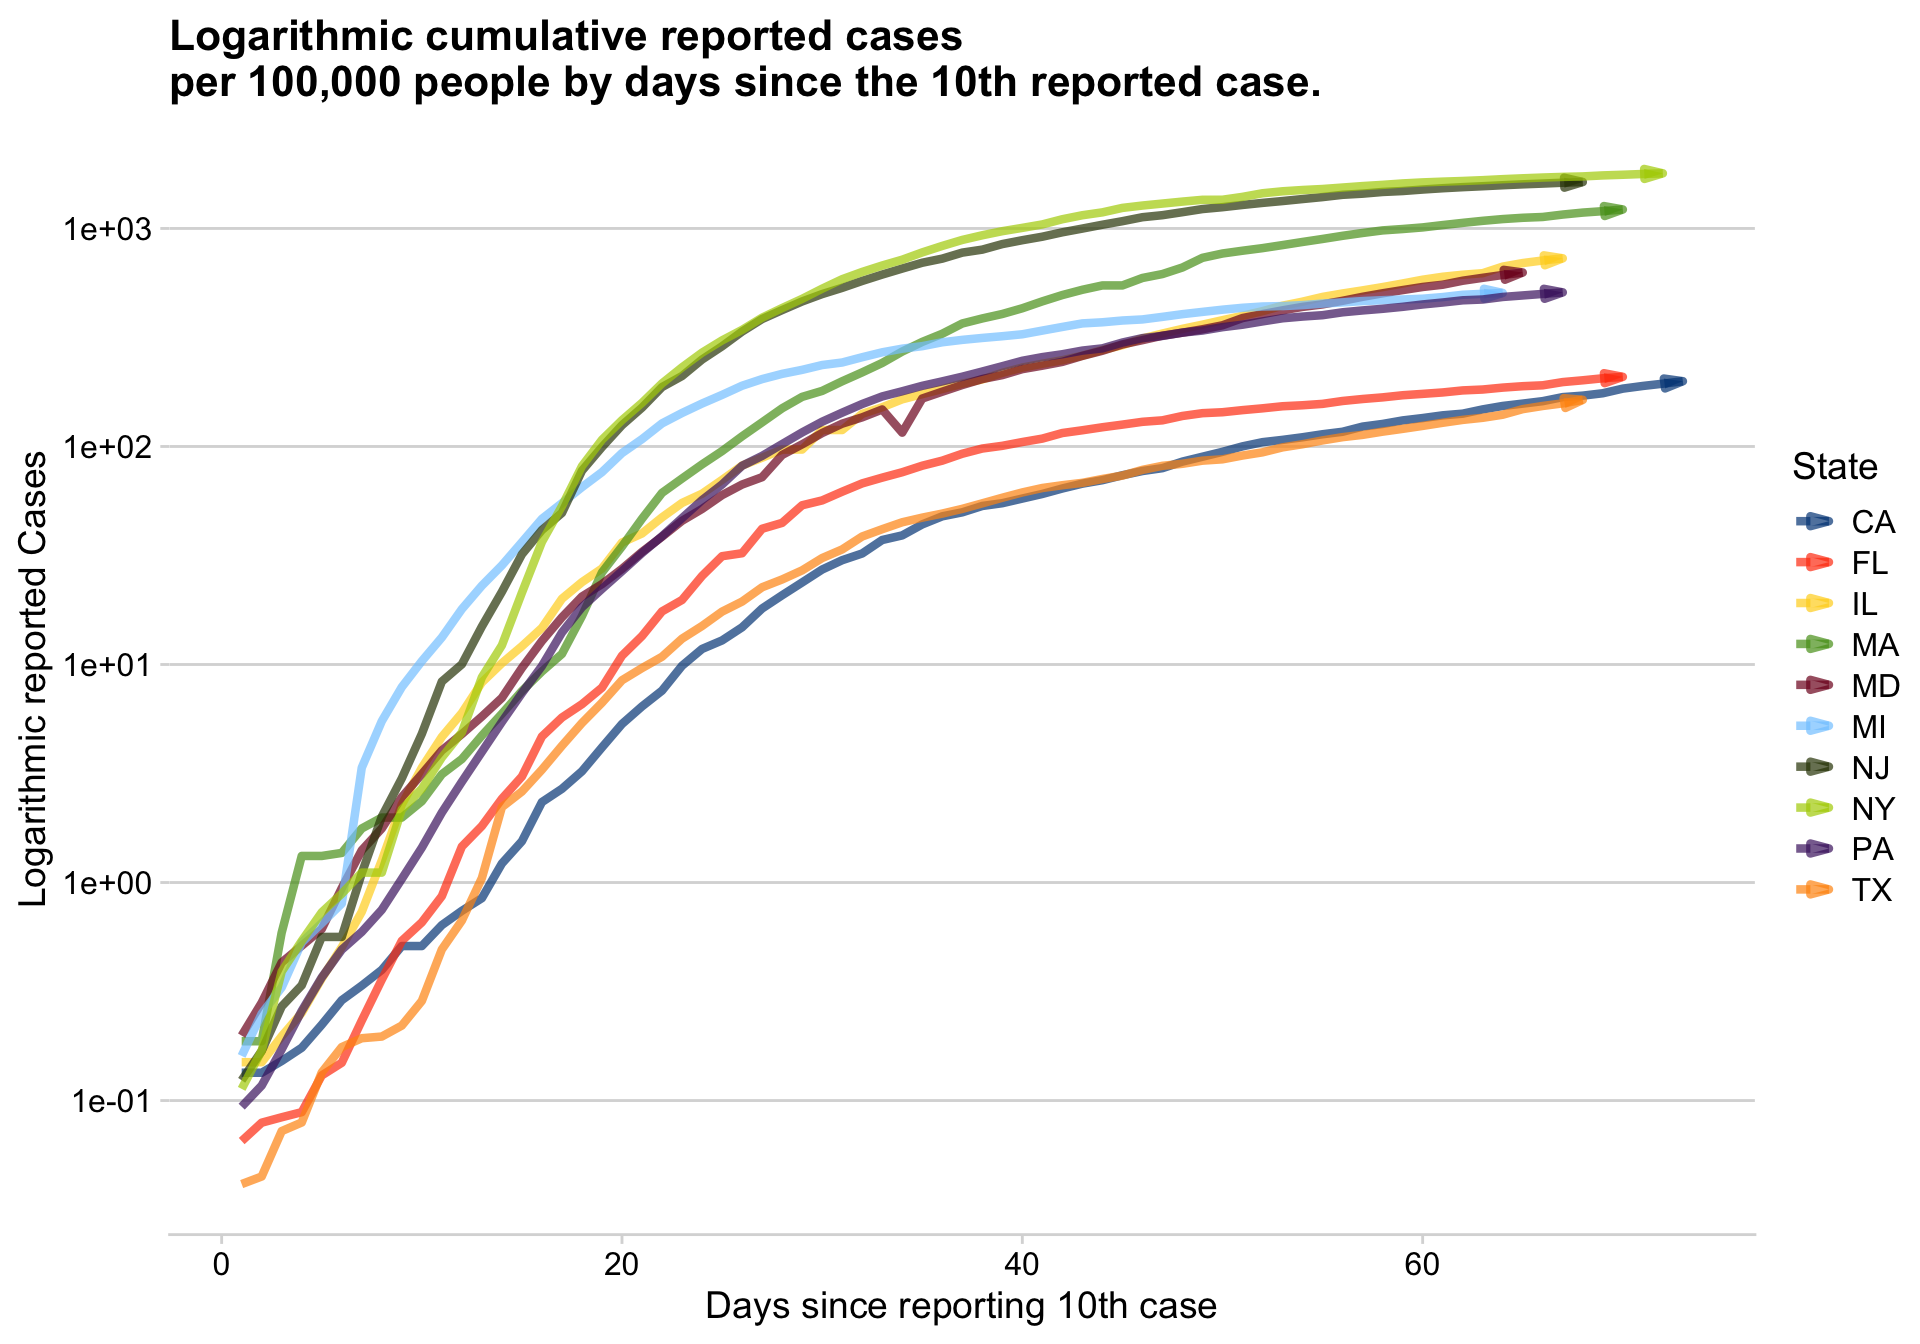 Logarithmic cumulative reported cases
per 100,000 people by days since the 10th reported case.
Logarithmic reported Cases
1e+03
1e+02
1e+01
1e+00
1e-01
0
20
40
60
Days since reporting 10th case
State
CA
FL
IL
MA
MD
MI
NJ
NY
PA
TX